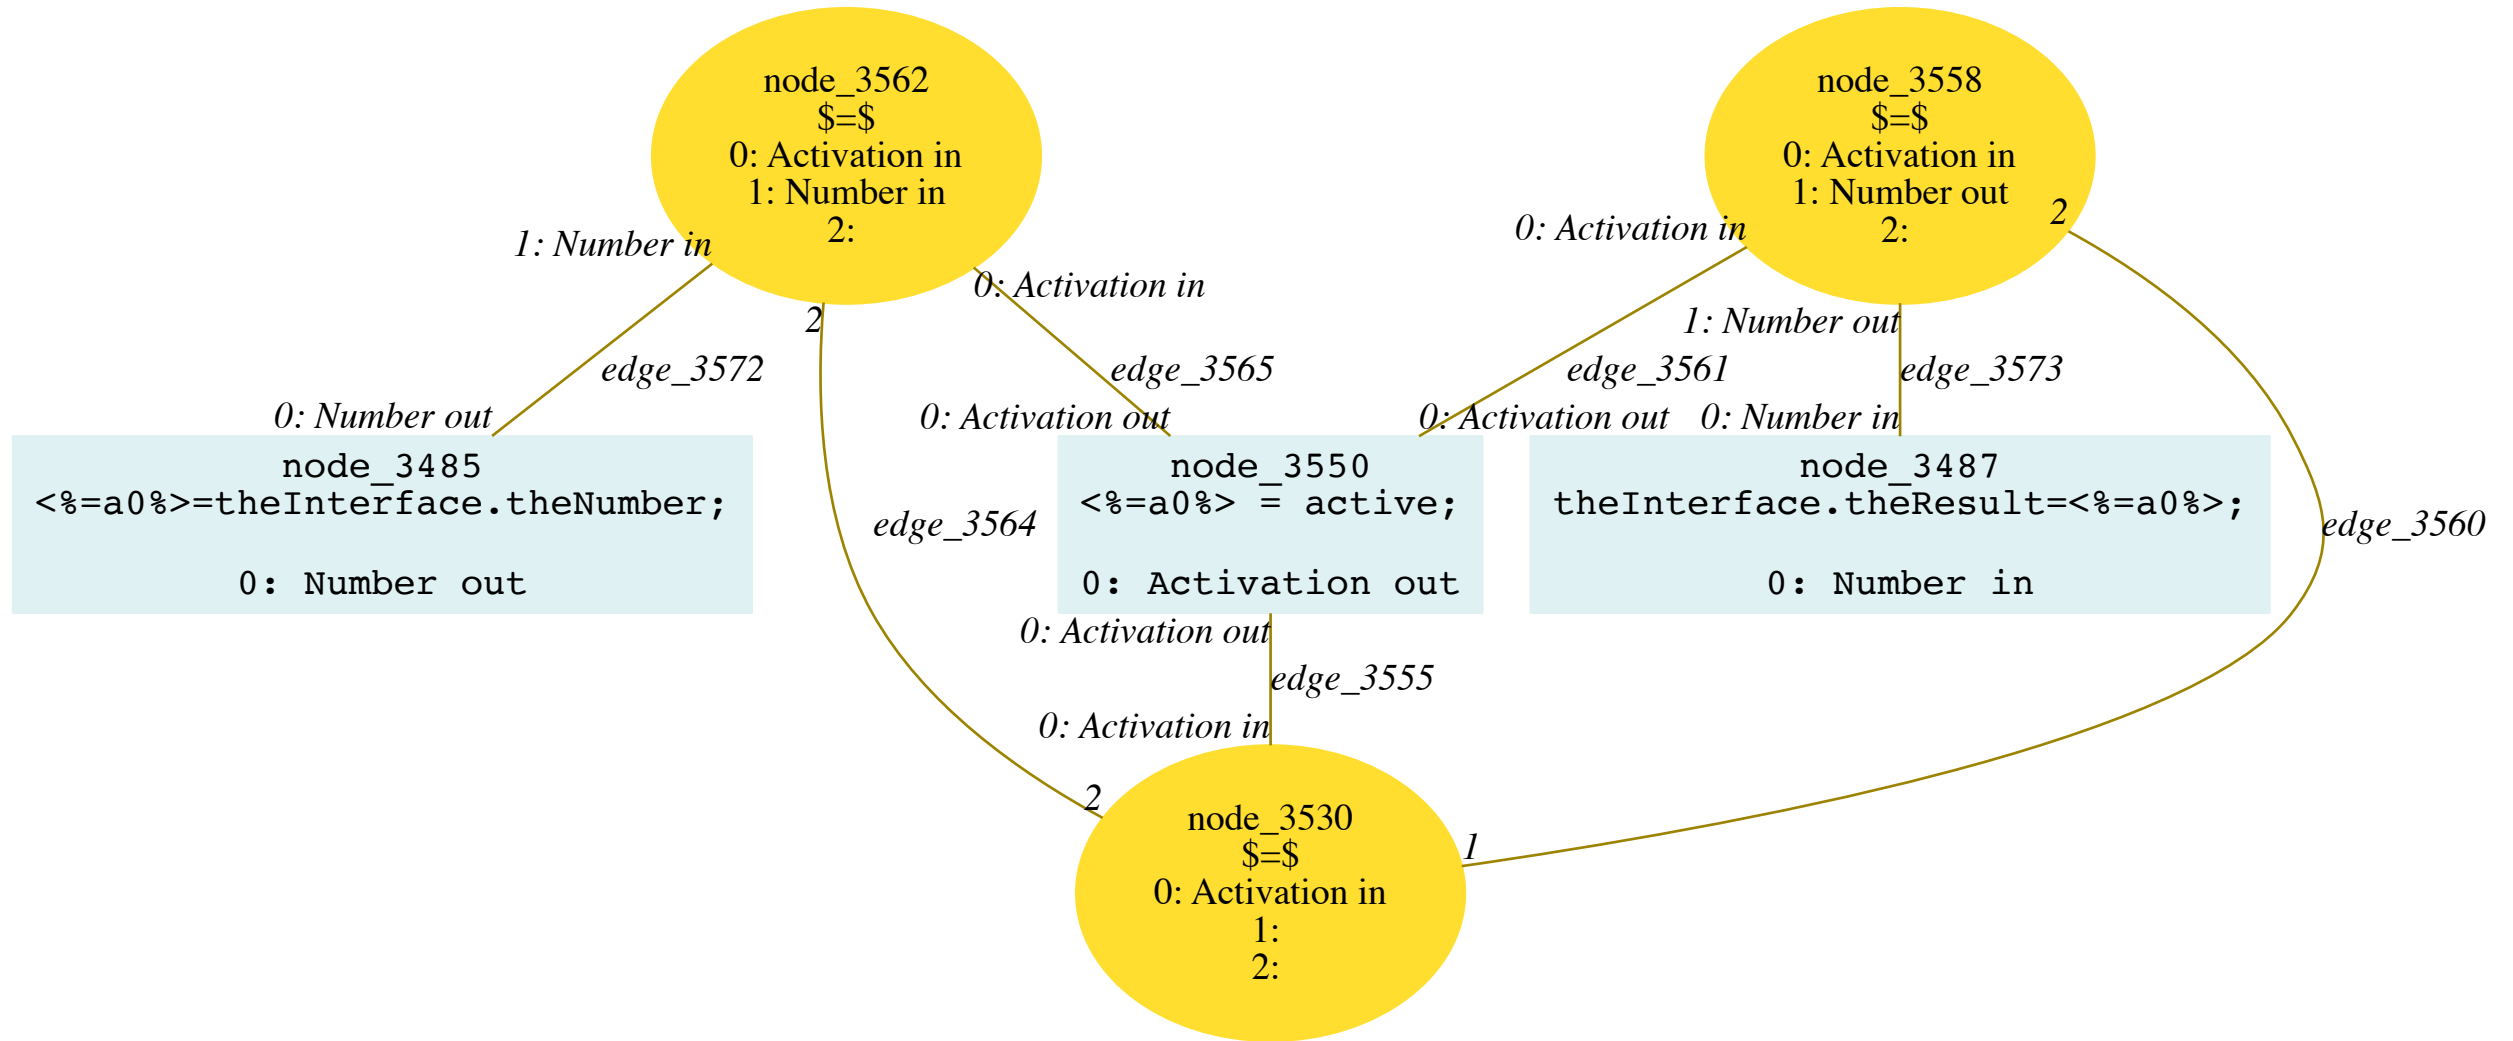 node_3562
$=$
0: Activation in
1: Number in
2:
node_3558
$=$
0: Activation in
1: Number out
2:
2
0: Activation in
1: Number in
0: Activation in
2
1: Number out
edge_3572
edge_3565
edge_3561
edge_3573
0: Number out
0: Activation out
0: Activation out
0: Number in
node_3485
<%=a0%>=theInterface.theNumber;
0: Number out
node_3550
<%=a0%> = active;
0: Activation out
node_3487
theInterface.theResult=<%=a0%>;
0: Number in
edge_3564
edge_3560
0: Activation out
edge_3555
0: Activation in
2
1
node_3530
$=$
0: Activation in
1:
2: